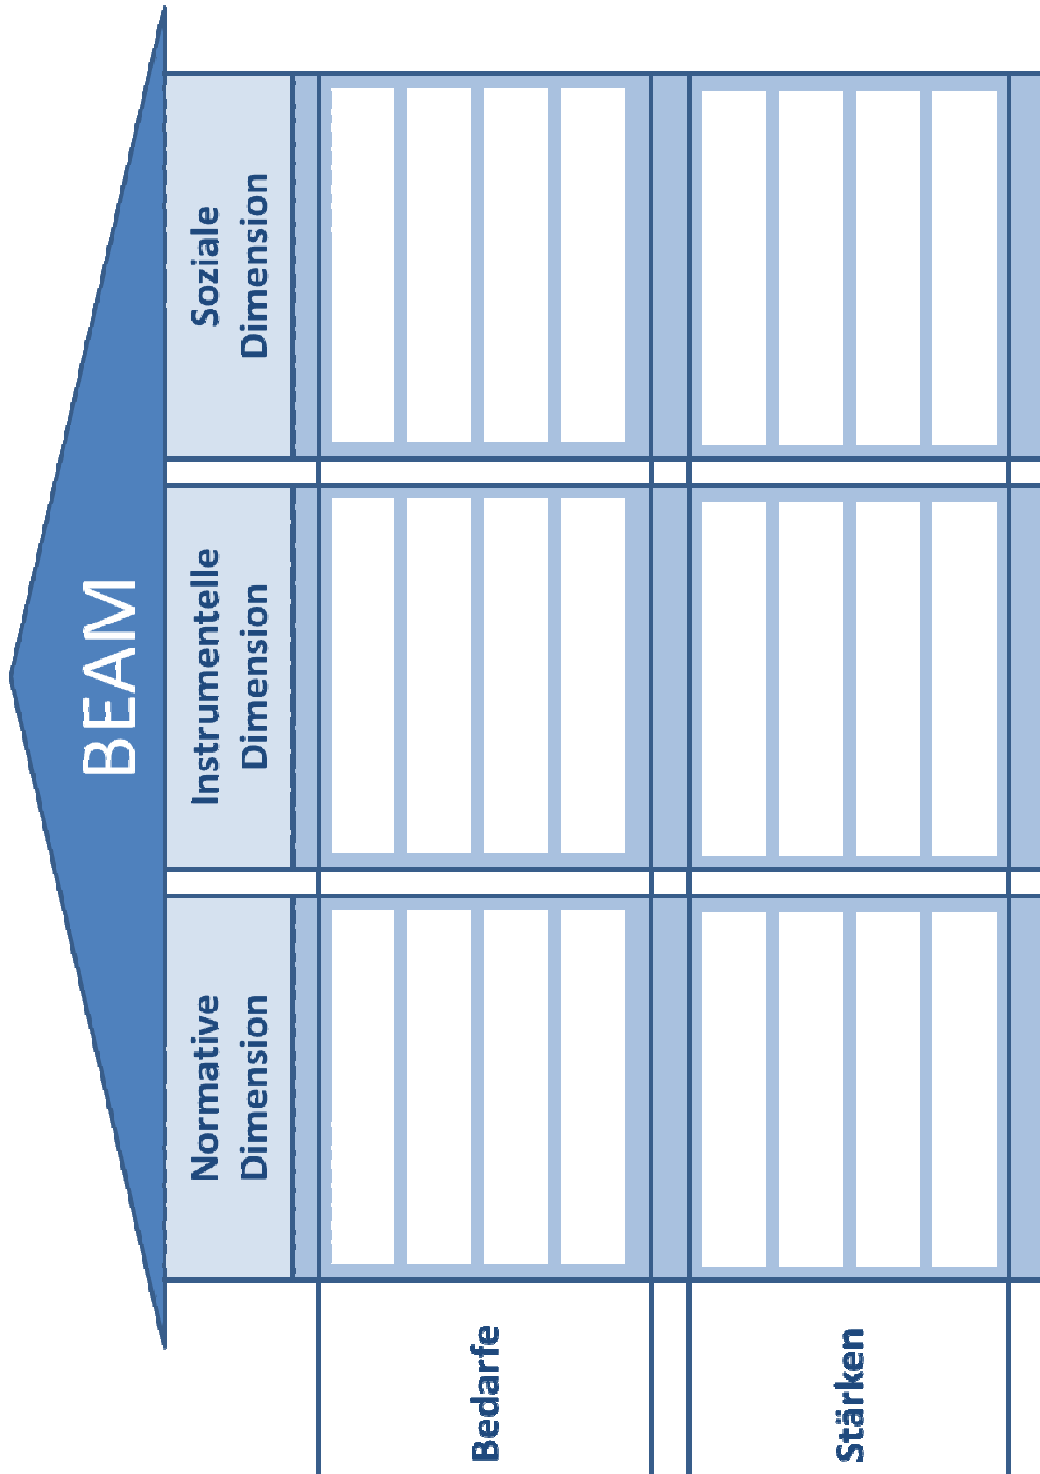 BEAM
Normative
Dimension
Instrumentelle
Dimension
Soziale
Dimension
Bedarfe
Stärken